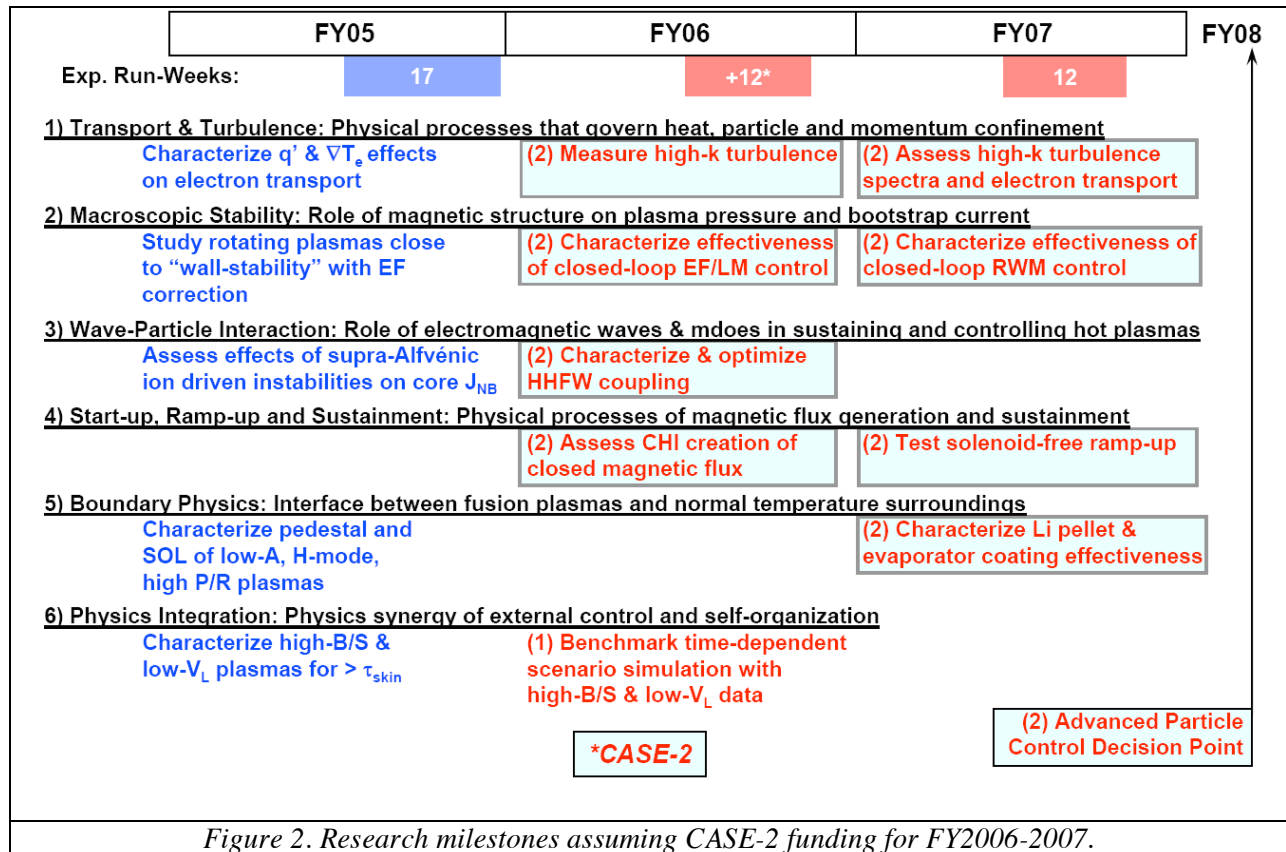 FY05 FY06 FY07 FY08
Exp. Run-Weeks: 17 +12* 12
1) Transport & Turbulence: Physical processes that govern heat, particle and momentum confinement
Characterize q' & ∇Te effects
on electron transport
(2) Measure high-k turbulence
(2) Assess high-k turbulence
spectra and electron transport
2) Macroscopic Stability: Role of magnetic structure on plasma pressure and bootstrap current
Study rotating plasmas close
to “wall-stability” with EF
correction
(2) Characterize effectiveness
of closed-loop EF/LM control
(2) Characterize effectiveness of
closed-loop RWM control
3) Wave-Particle Interaction: Role of electromagnetic waves & mdoes in sustaining and controlling hot plasmas
Assess effects of supra-Alfvénic
ion driven instabilities on core JNB
(2) Characterize & optimize
HHFW coupling
4) Start-up, Ramp-up and Sustainment: Physical processes of magnetic flux generation and sustainment
(2) Assess CHI creation of
closed magnetic flux
(2) Test solenoid-free ramp-up
5) Boundary Physics: Interface between fusion plasmas and normal temperature surroundings
Characterize pedestal and
SOL of low-A, H-mode,
high P/R plasmas
(2) Characterize Li pellet &
evaporator coating effectiveness
6) Physics Integration: Physics synergy of external control and self-organization
Characterize high-B/S &
low-VL plasmas for > τskin
(1) Benchmark time-dependent
scenario simulation with
high-B/S & low-VL data
(2) Advanced Particle
Control Decision Point
*CASE-2
Figure 2. Research milestones assuming CASE-2 funding for FY2006-2007.